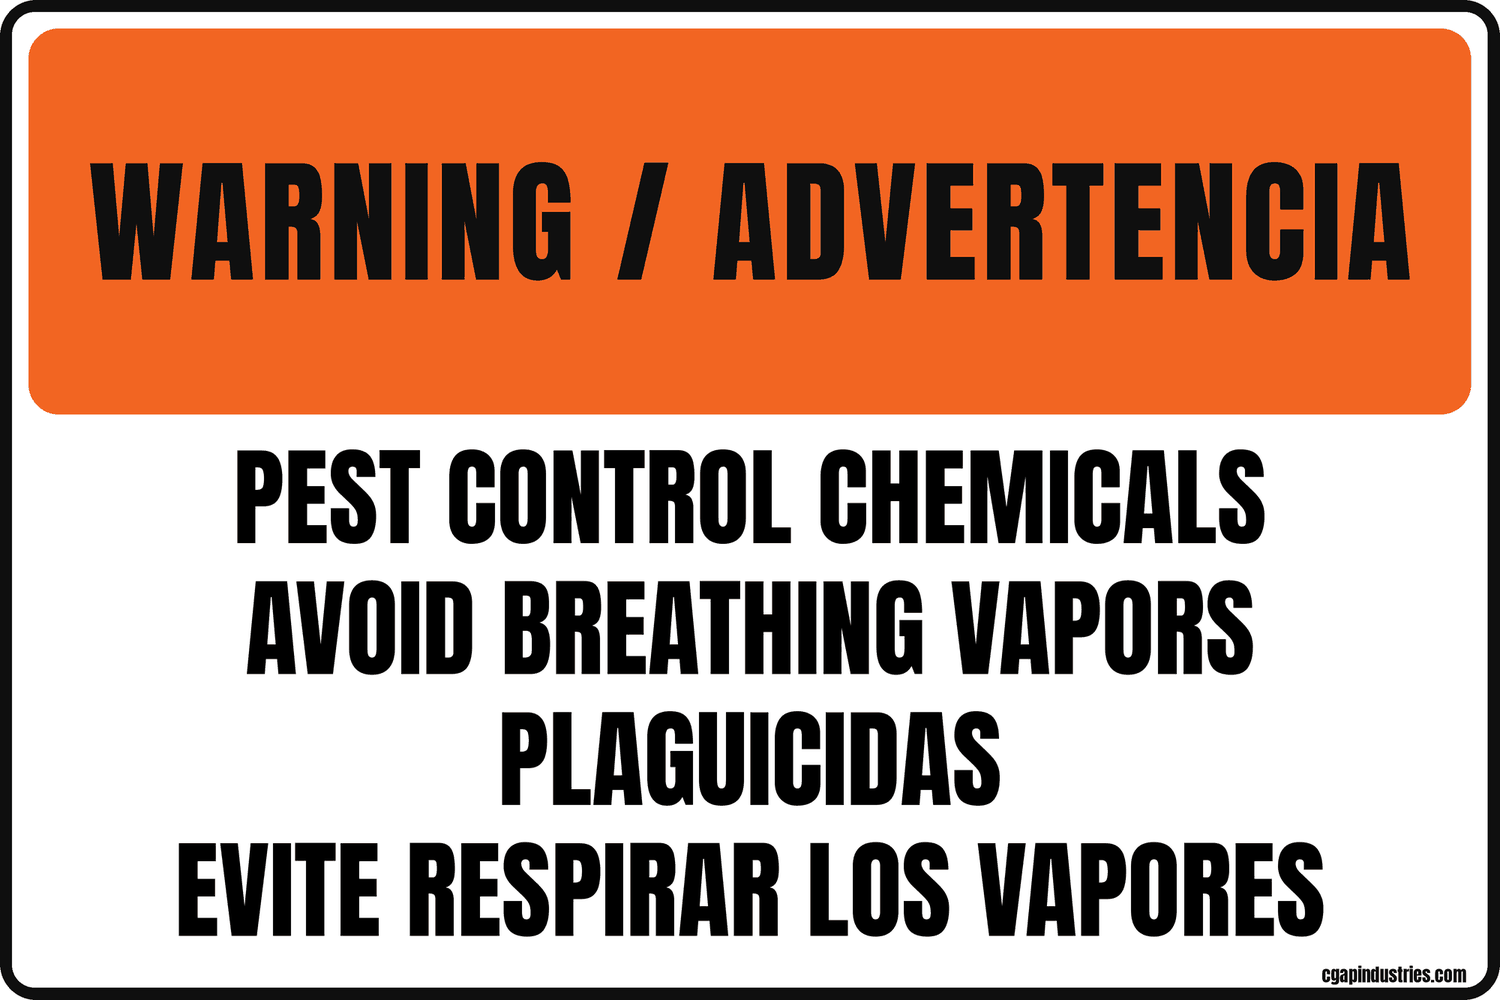 WARNING / ADVERTENCIA
PEST CONTROL CHEMICALS
AVOID BREATHING VAPORS
PLAGUICIDAS
EVITE RESPIRAR LOS VAPORES
cgapindustries.com